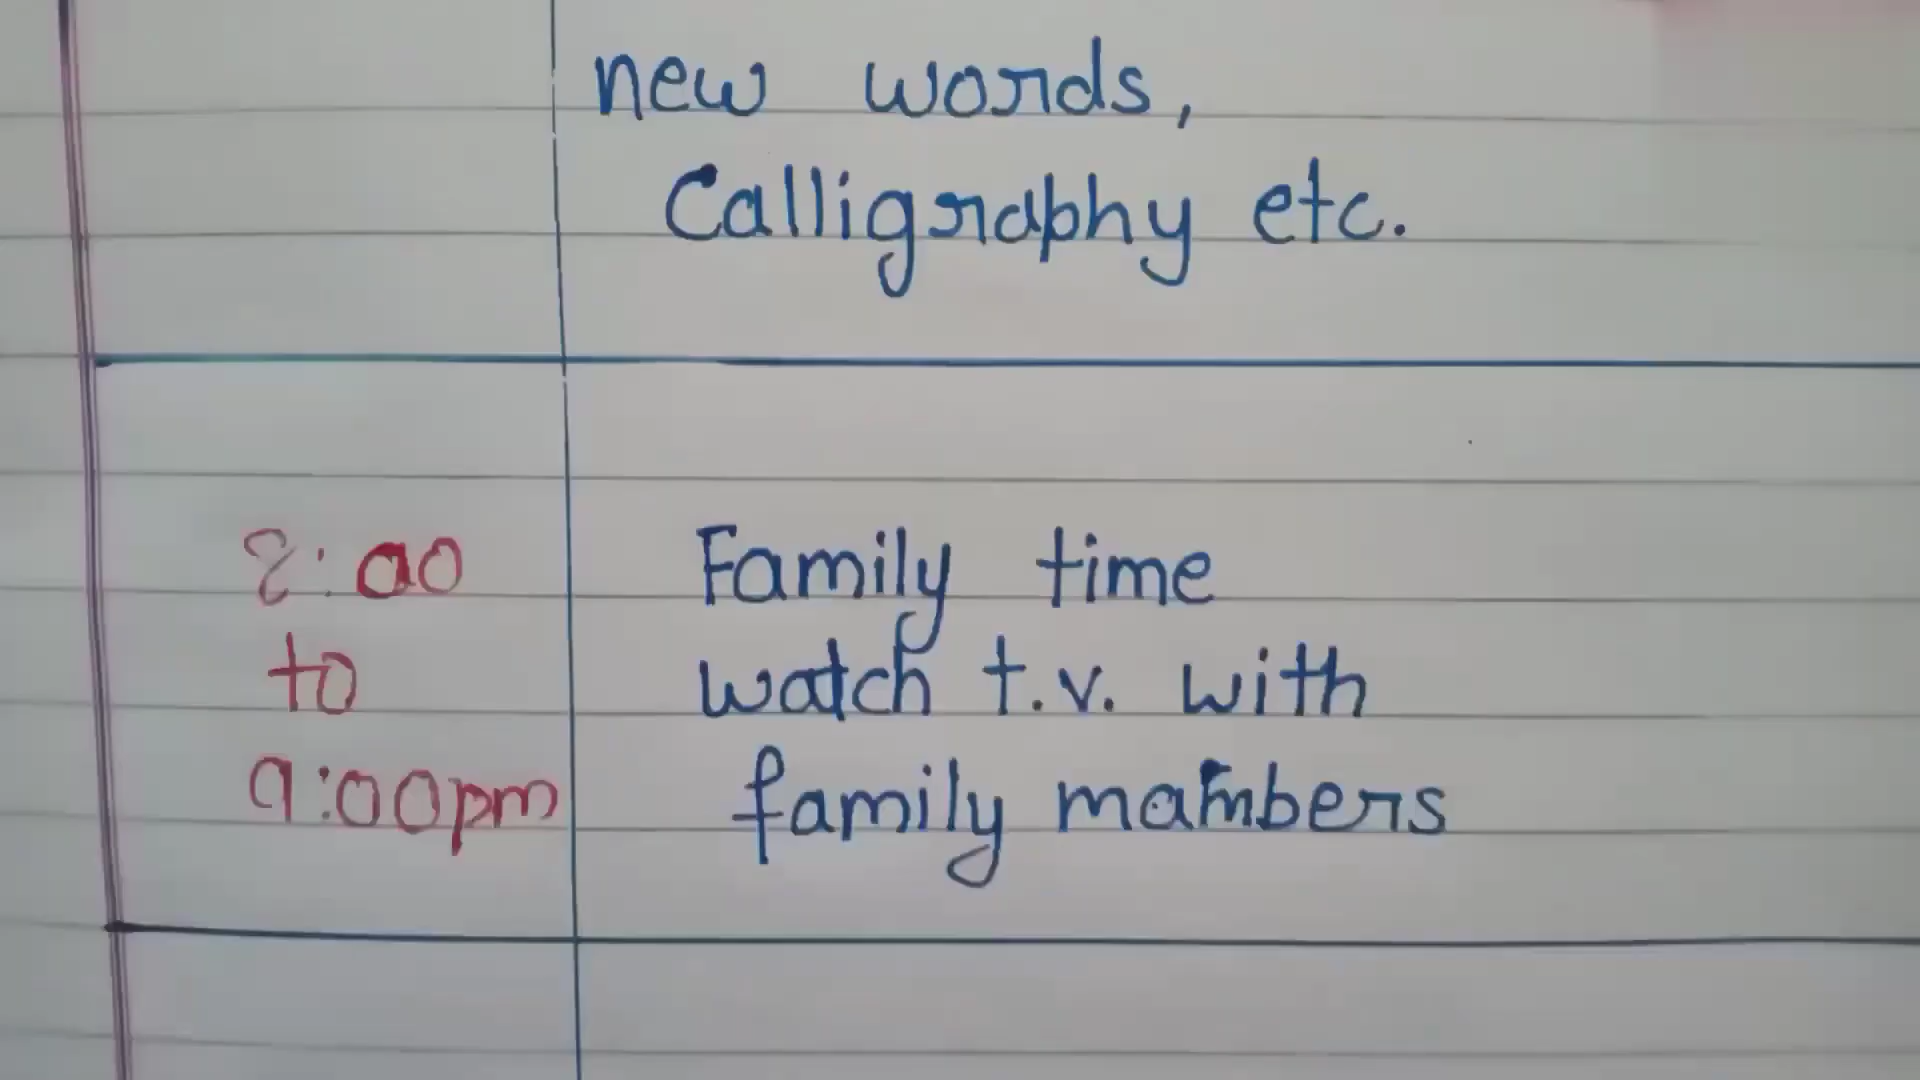 new words,
Calligraphy etc.
8:00
to
9:00pm
Family time
watch t.v. with
family mambers